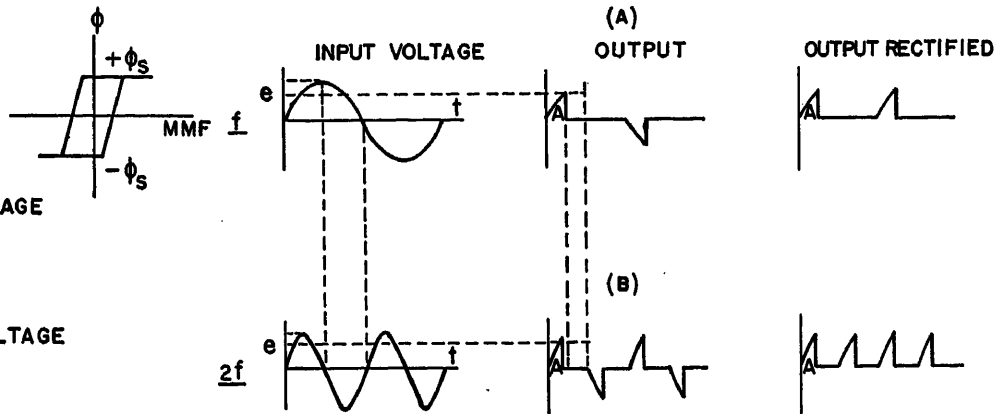 ϕ
+ϕs
MMF
-ϕs
AGE
LTAGE
INPUT VOLTAGE
e
t
f
(A)
OUTPUT
A
OUTPUT RECTIFIED
A
(B)
e
t
2f
A
A